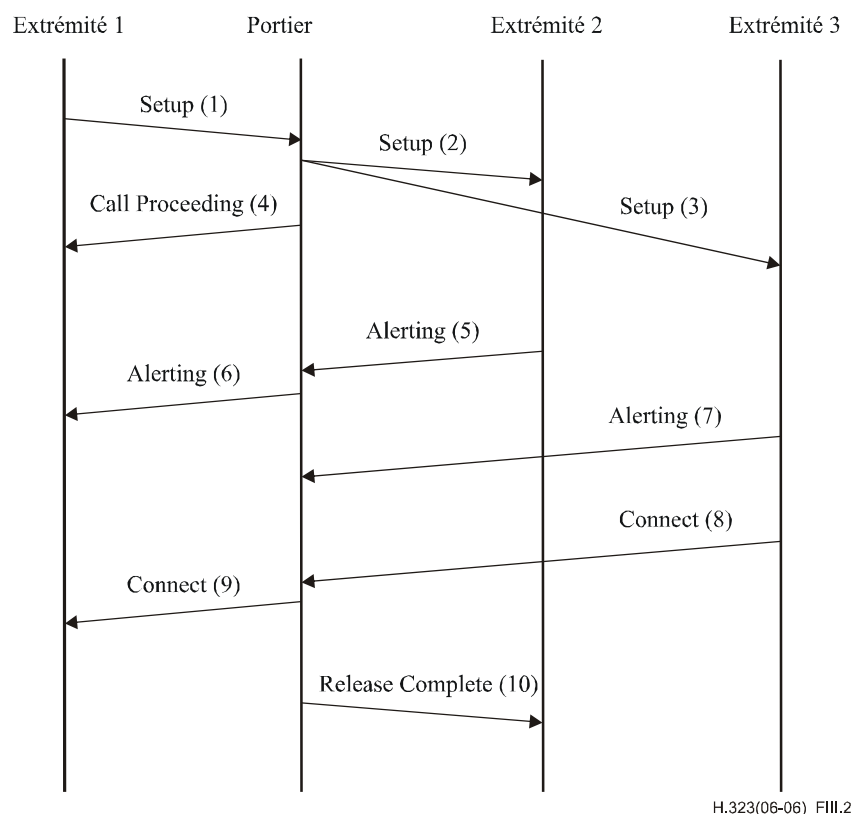 Extrémité 1
Portier
Extrémité 2
Extrémité 3
Setup (1)
Setup (2)
Call Proceeding (4)
Setup (3)
Alerting (5)
Alerting (6)
Alerting (7)
Connect (8)
Connect (9)
Release Complete (10)
H.323(06-06)_FIII.2